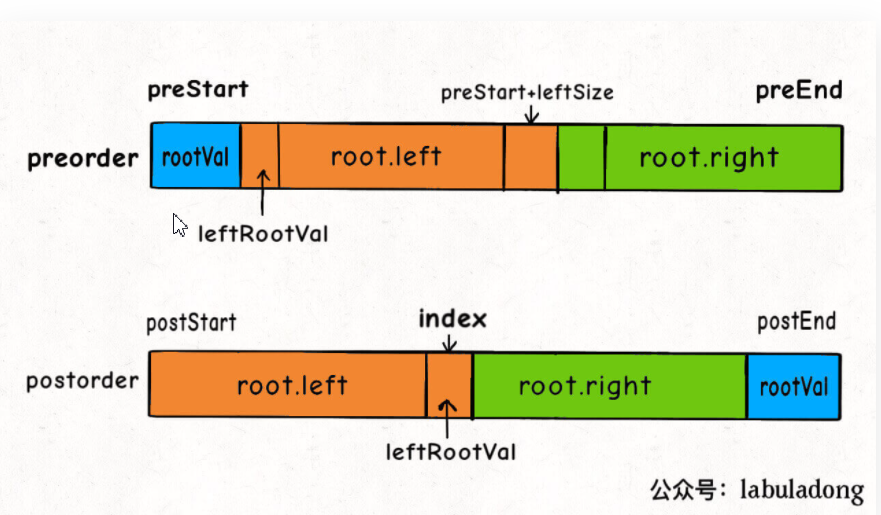 preStart preStart+leftSize preEnd
preorder rootVal root.left root.right
leftRootVal
postStart index postEnd
postorder root.left root.right rootVal
leftRootVal
公众号：labuladong